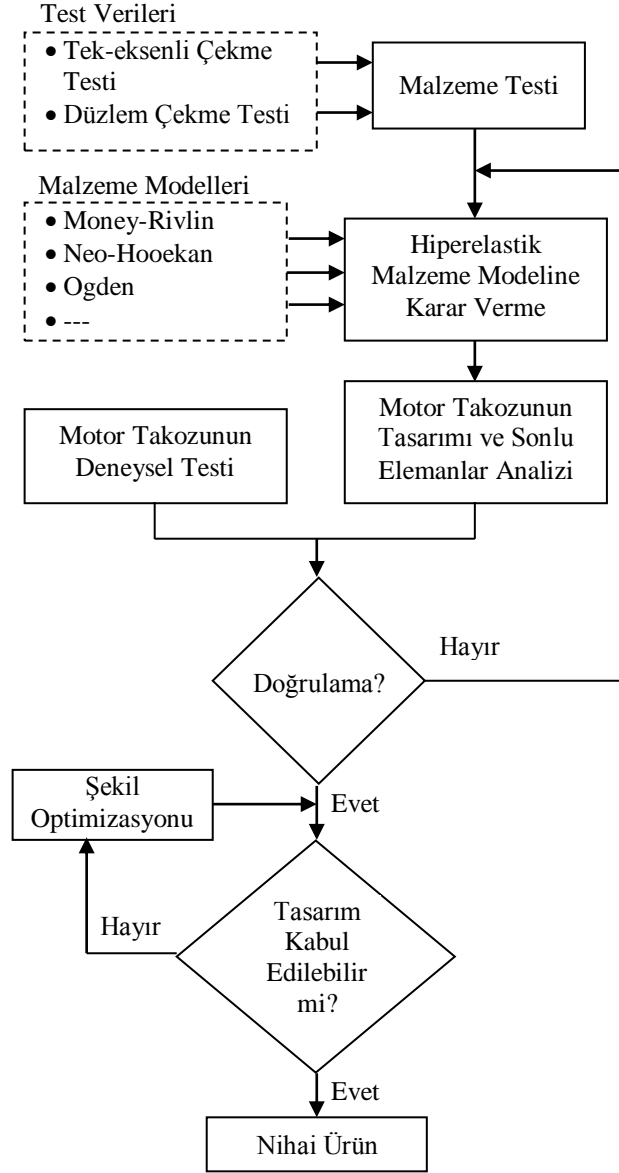 Test Verileri
• Tek-eksenli Çekme
Testi
• Düzlem Çekme Testi
Malzeme Testi
Malzeme Modelleri
• Money-Rivlin
• Neo-Hooekan
• Ogden
• ---
Hiperelastik
Malzeme Modeline
Karar Verme
Motor Takozunun
Deneysel Testi
Motor Takozunun
Tasarımı ve Sonlu
Elemanlar Analizi
Doğrulama?
Hayır
Şekil
Optimizasyonu
Evet
Hayır
Tasarım
Kabul
Edilebilir
mi?
Evet
Nihai Ürün